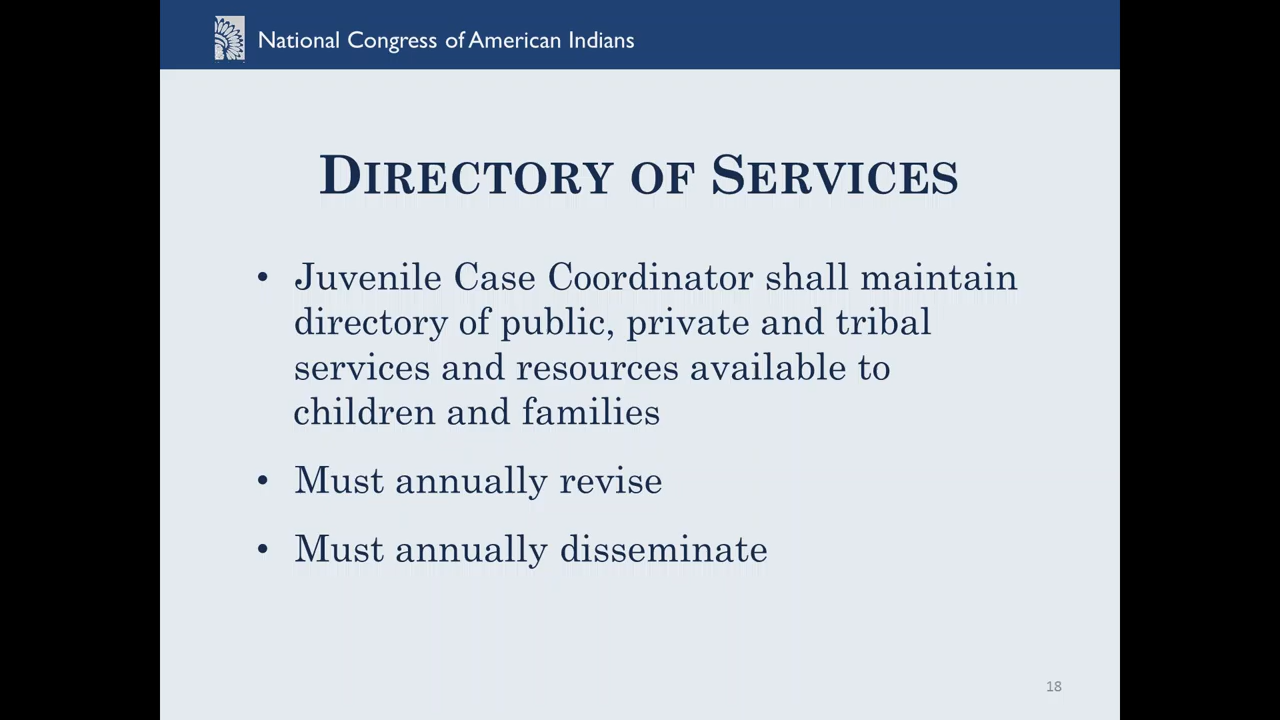 National Congress of American Indians
DIRECTORY OF SERVICES
• Juvenile Case Coordinator shall maintain
directory of public, private and tribal
services and resources available to
children and families
• Must annually revise
• Must annually disseminate
18